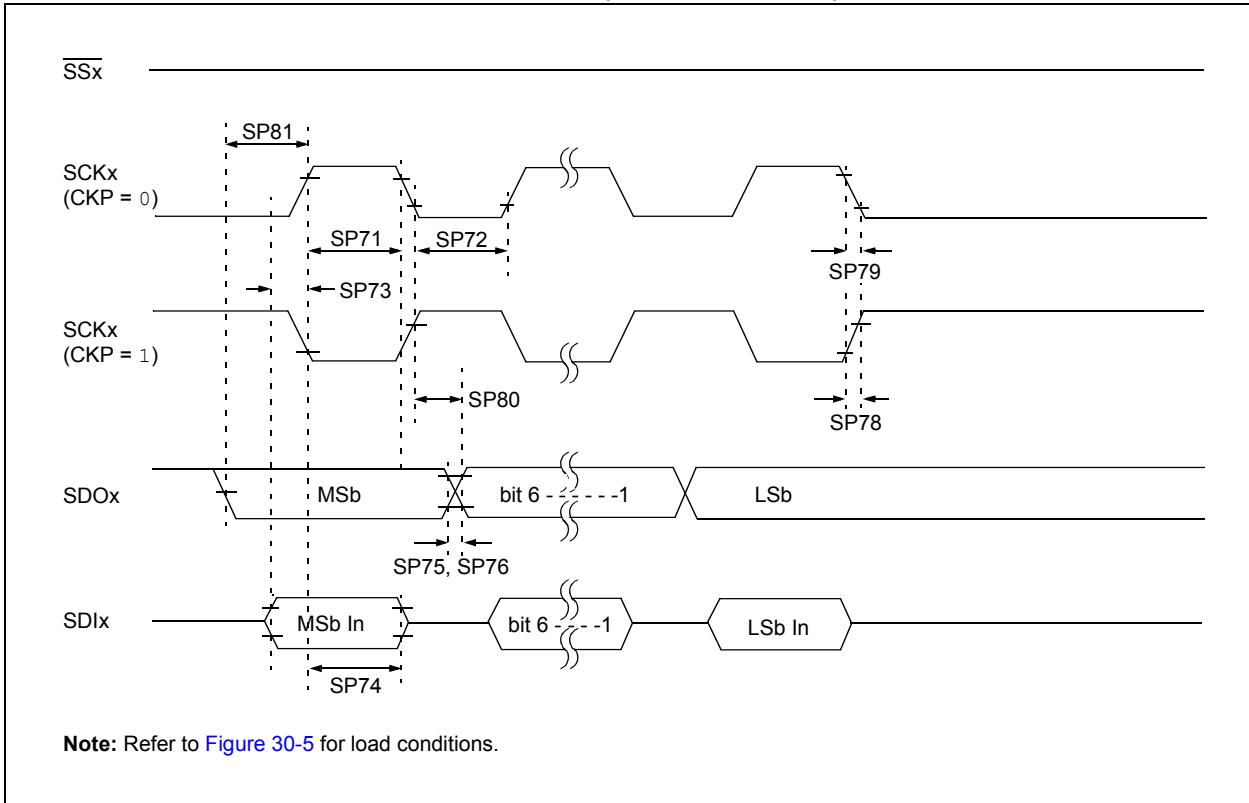 SSx
SP81
SCKx
(CKP = 0)
SP71
SP72
SP79
SP73
SCKx
(CKP = 1)
SP80
SP78
SDOx
MSb
bit 6 - - - - - -1
LSb
SP75, SP76
SDIx
MSb In
bit 6 - - - -1
LSb In
SP74
Note: Refer to Figure 30-5 for load conditions.